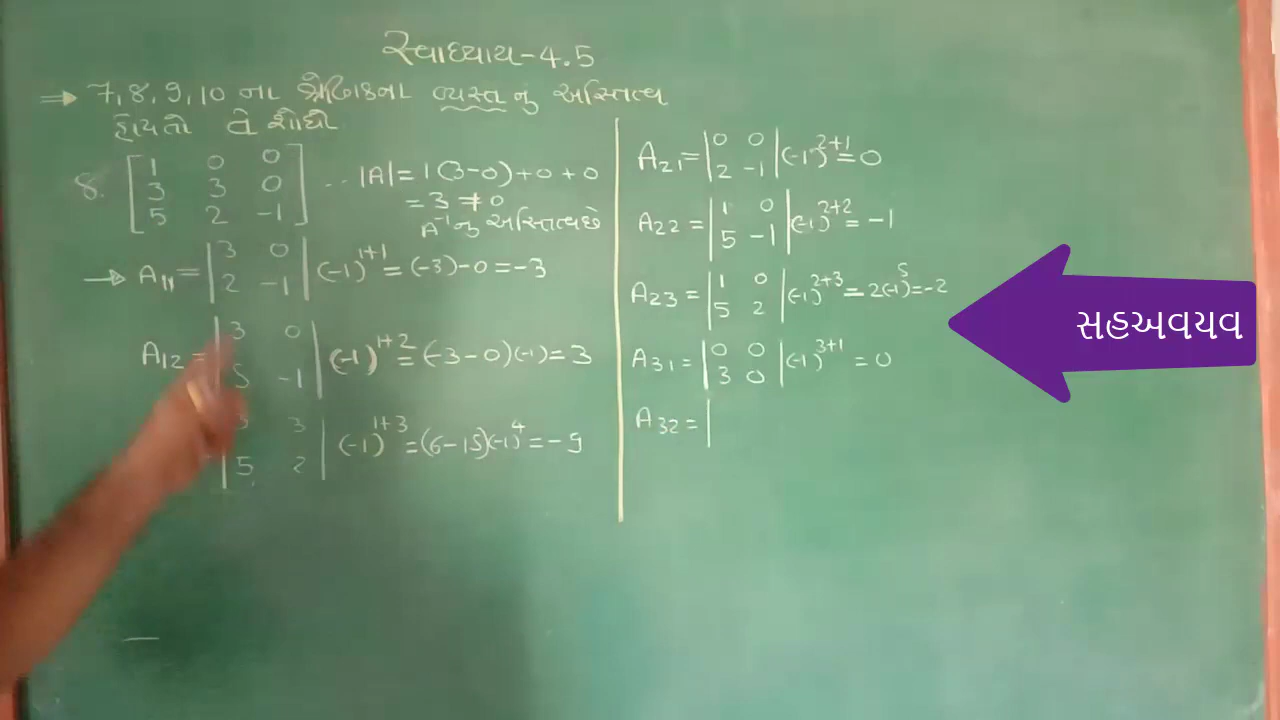 સ્વાધ્યાય-4.5
⇒ 7, 8, 9, 10 ના શ્રેણિકના વ્યસ્ત નું અસ્તિત્વ
હોય તો તે શોધો.
8. [1 0 0; 3 3 0; 5 2 -1] .. |A| = 1(3-0)+0+0
= 3 ≠ 0
A⁻¹ નું અસ્તિત્વ છે
→ A11 = |3 0; 2 -1| (-1)^1+1 = (-3)-0 = -3
A12 = |3 0; 5 -1| (-1)^1+2 = (-3-0)(-1) = 3
|3 3; 5 2| (-1)^1+3 = (6-15)(-1)^4 = -9
A21 = |0 0; 2 -1| (-1)^2+1 = 0
A22 = |1 0; 5 -1| (-1)^2+2 = -1
A23 = |1 0; 5 2| (-1)^2+3 = 2(-1)^5 = -2
A31 = |0 0; 3 0| (-1)^3+1 = 0
A32 = |
સહઅવયવ